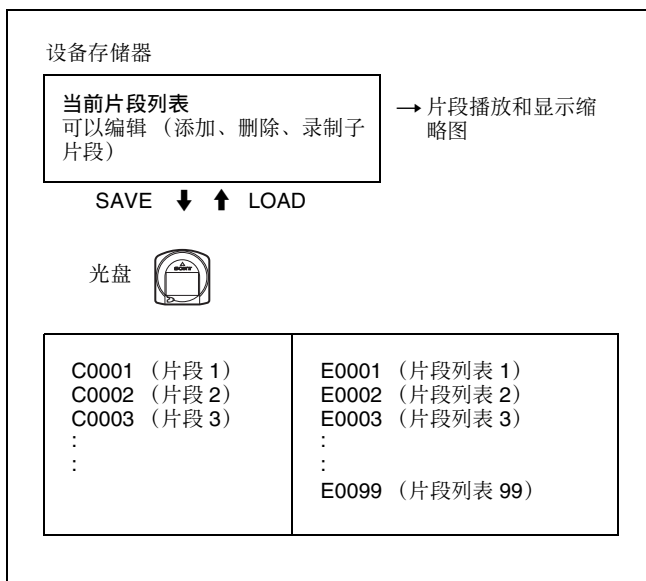 设备存储器
当前片段列表
可以编辑 （添加、删除、录制子
片段）
→ 片段播放和显示缩
略图
SAVE ⬇ ⬆ LOAD
光盘
SONY
C0001 （片段 1）
C0002 （片段 2）
C0003 （片段 3）
:
:
E0001 （片段列表 1）
E0002 （片段列表 2）
E0003 （片段列表 3）
:
:
E0099 （片段列表 99）